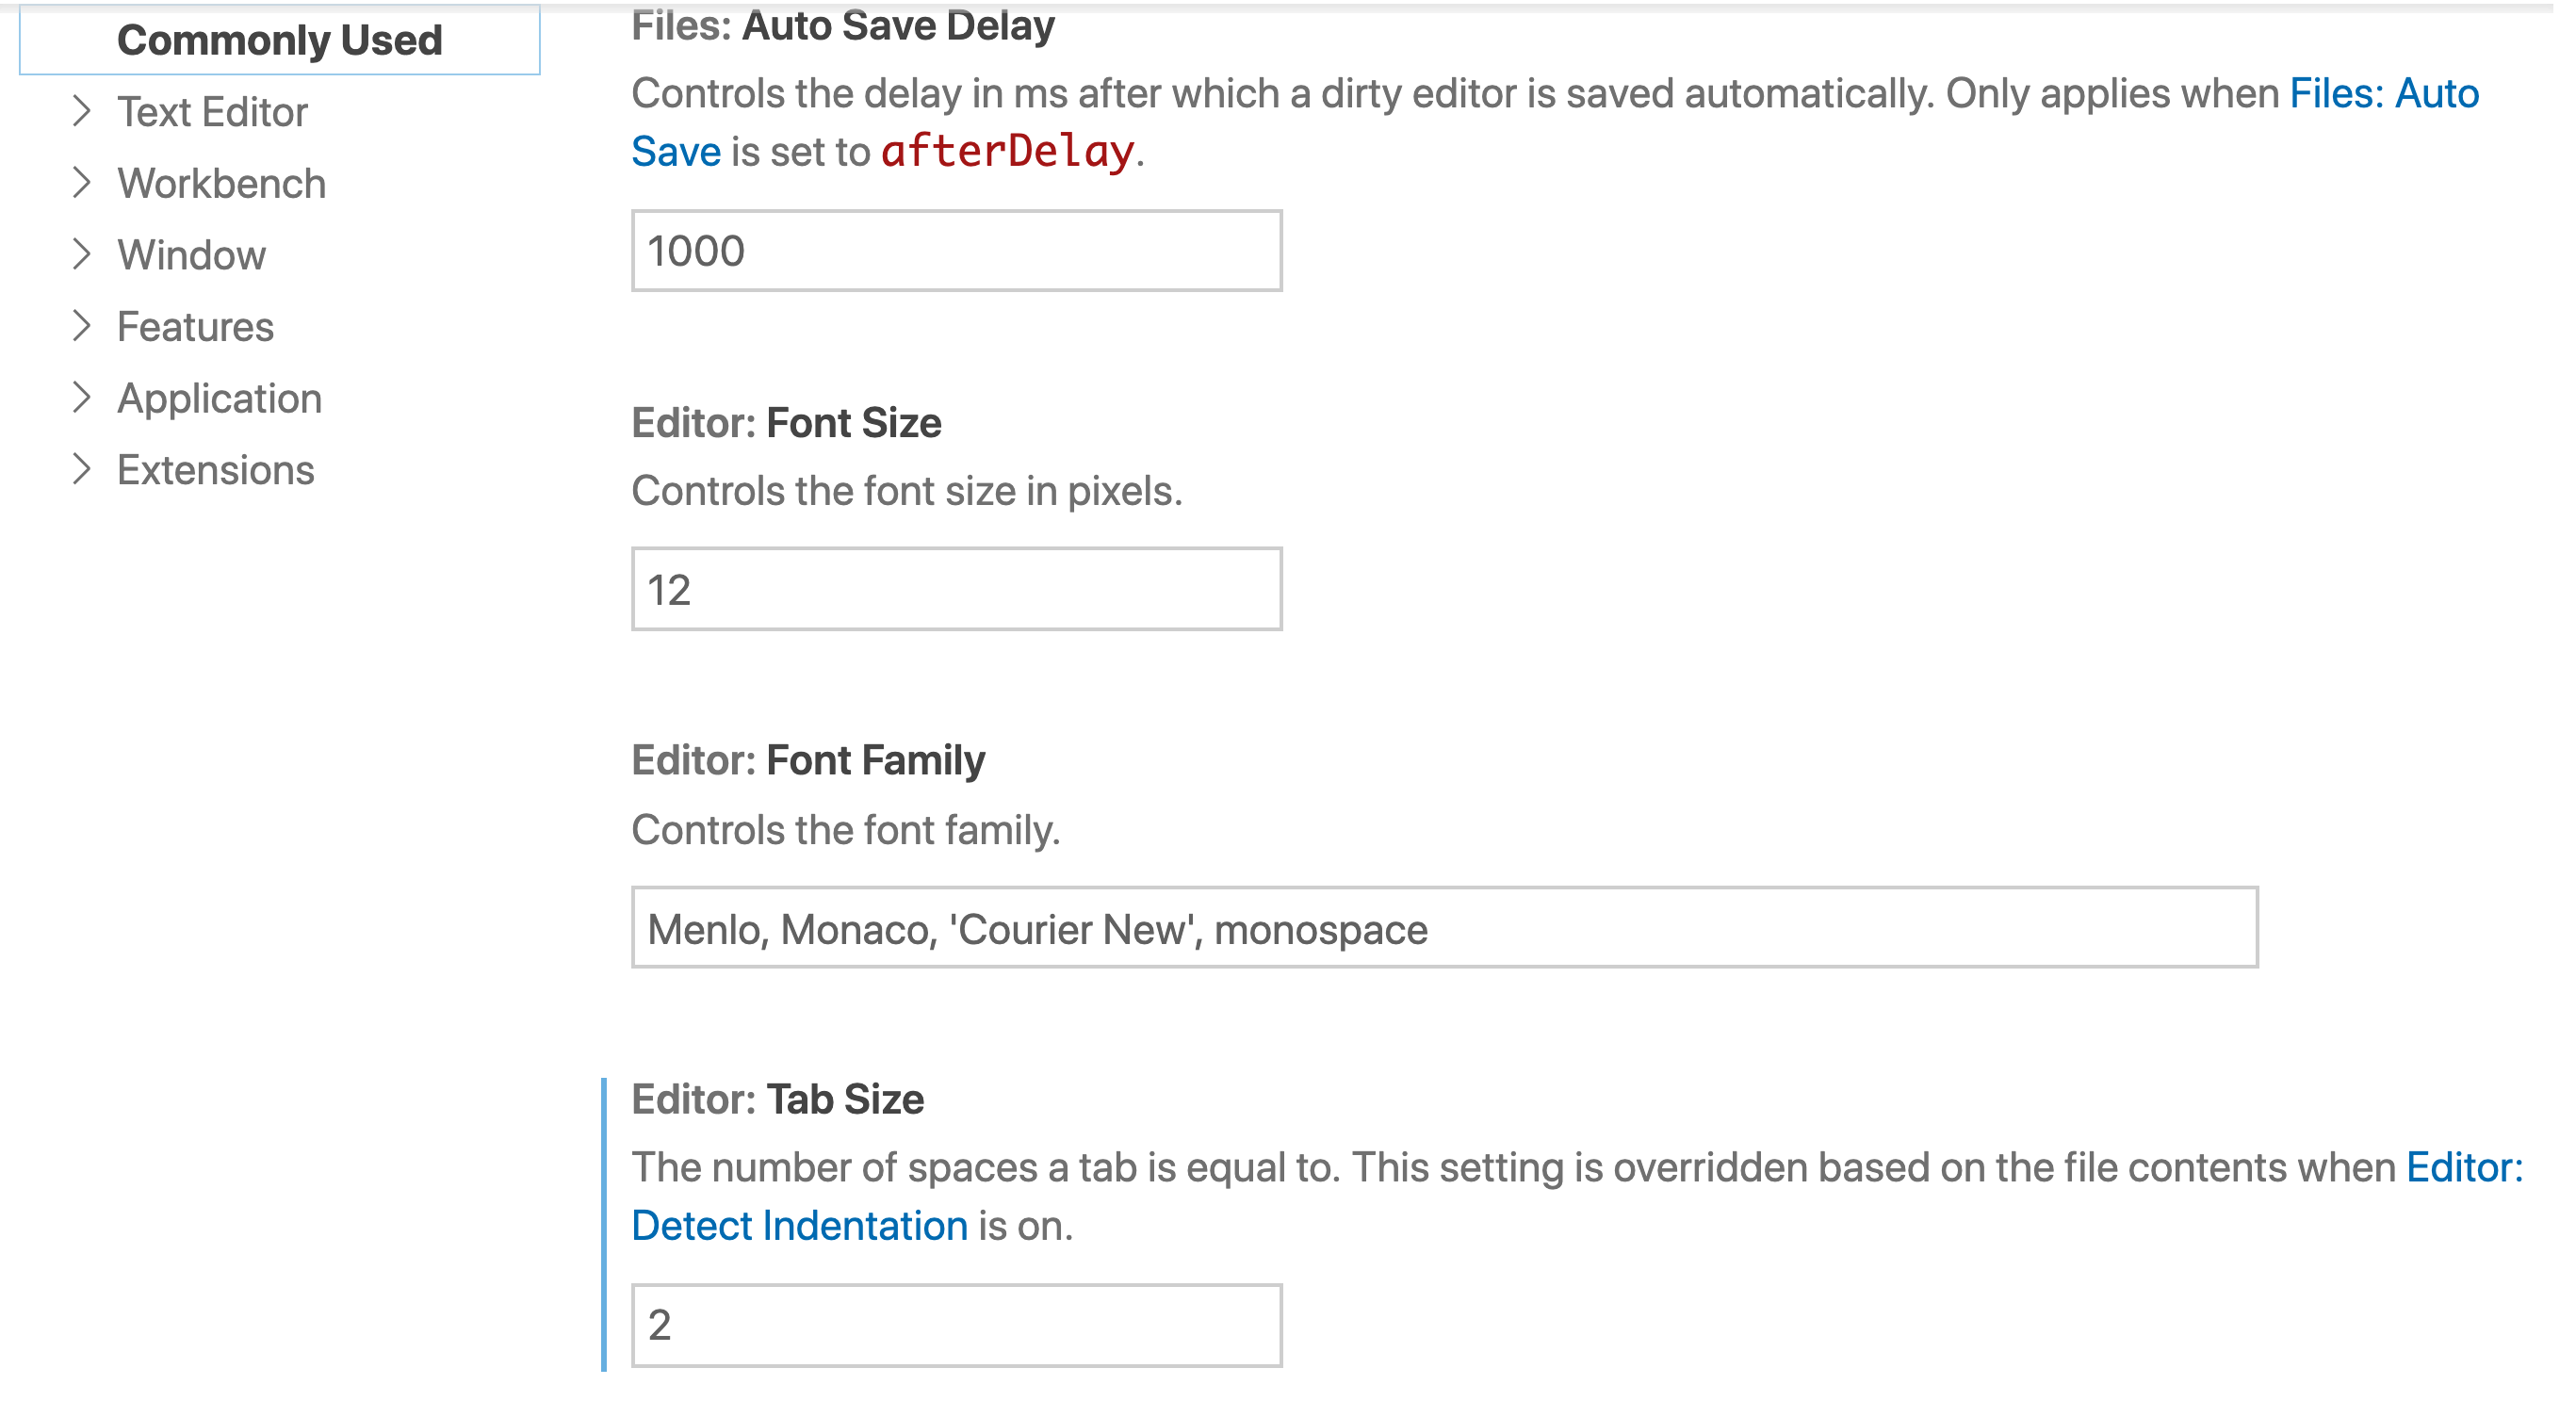 Commonly Used
Text Editor
Workbench
Window
Features
Application
Extensions
Files: Auto Save Delay
Controls the delay in ms after which a dirty editor is saved automatically. Only applies when Files: Auto
Save is set to afterDelay.
1000
Editor: Font Size
Controls the font size in pixels.
12
Editor: Font Family
Controls the font family.
Menlo, Monaco, 'Courier New', monospace
Editor: Tab Size
The number of spaces a tab is equal to. This setting is overridden based on the file contents when Editor:
Detect Indentation is on.
2